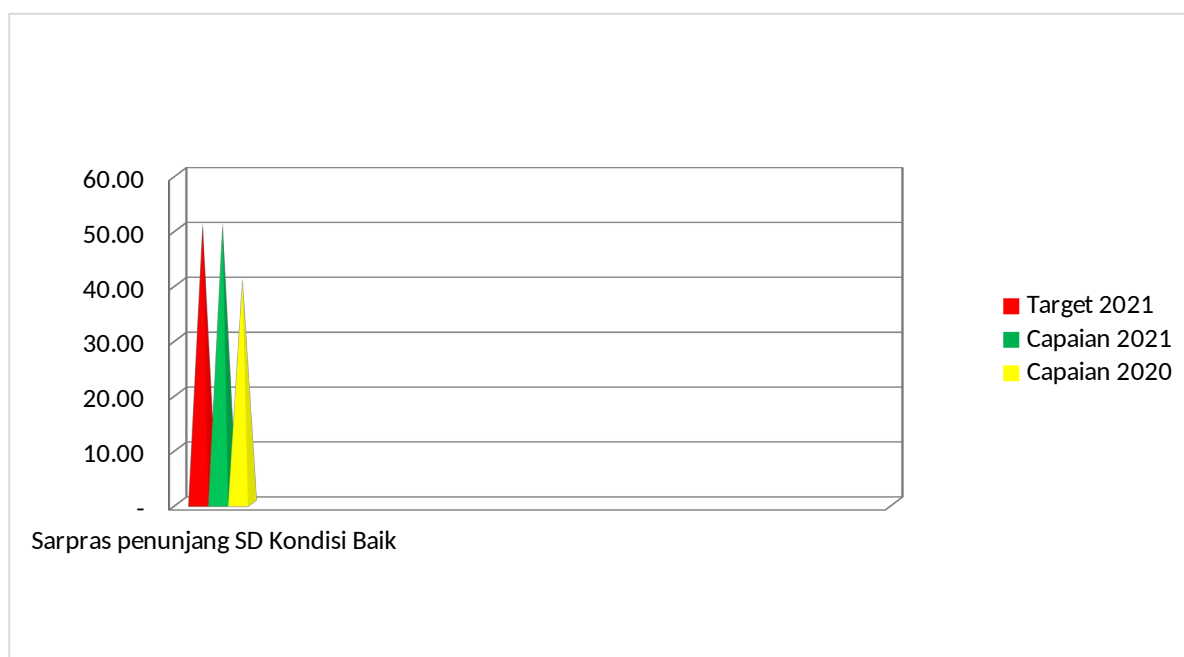 60.00
50.00
40.00
30.00
20.00
10.00
-
Sarpras penunjang SD Kondisi Baik
Target 2021
Capaian 2021
Capaian 2020